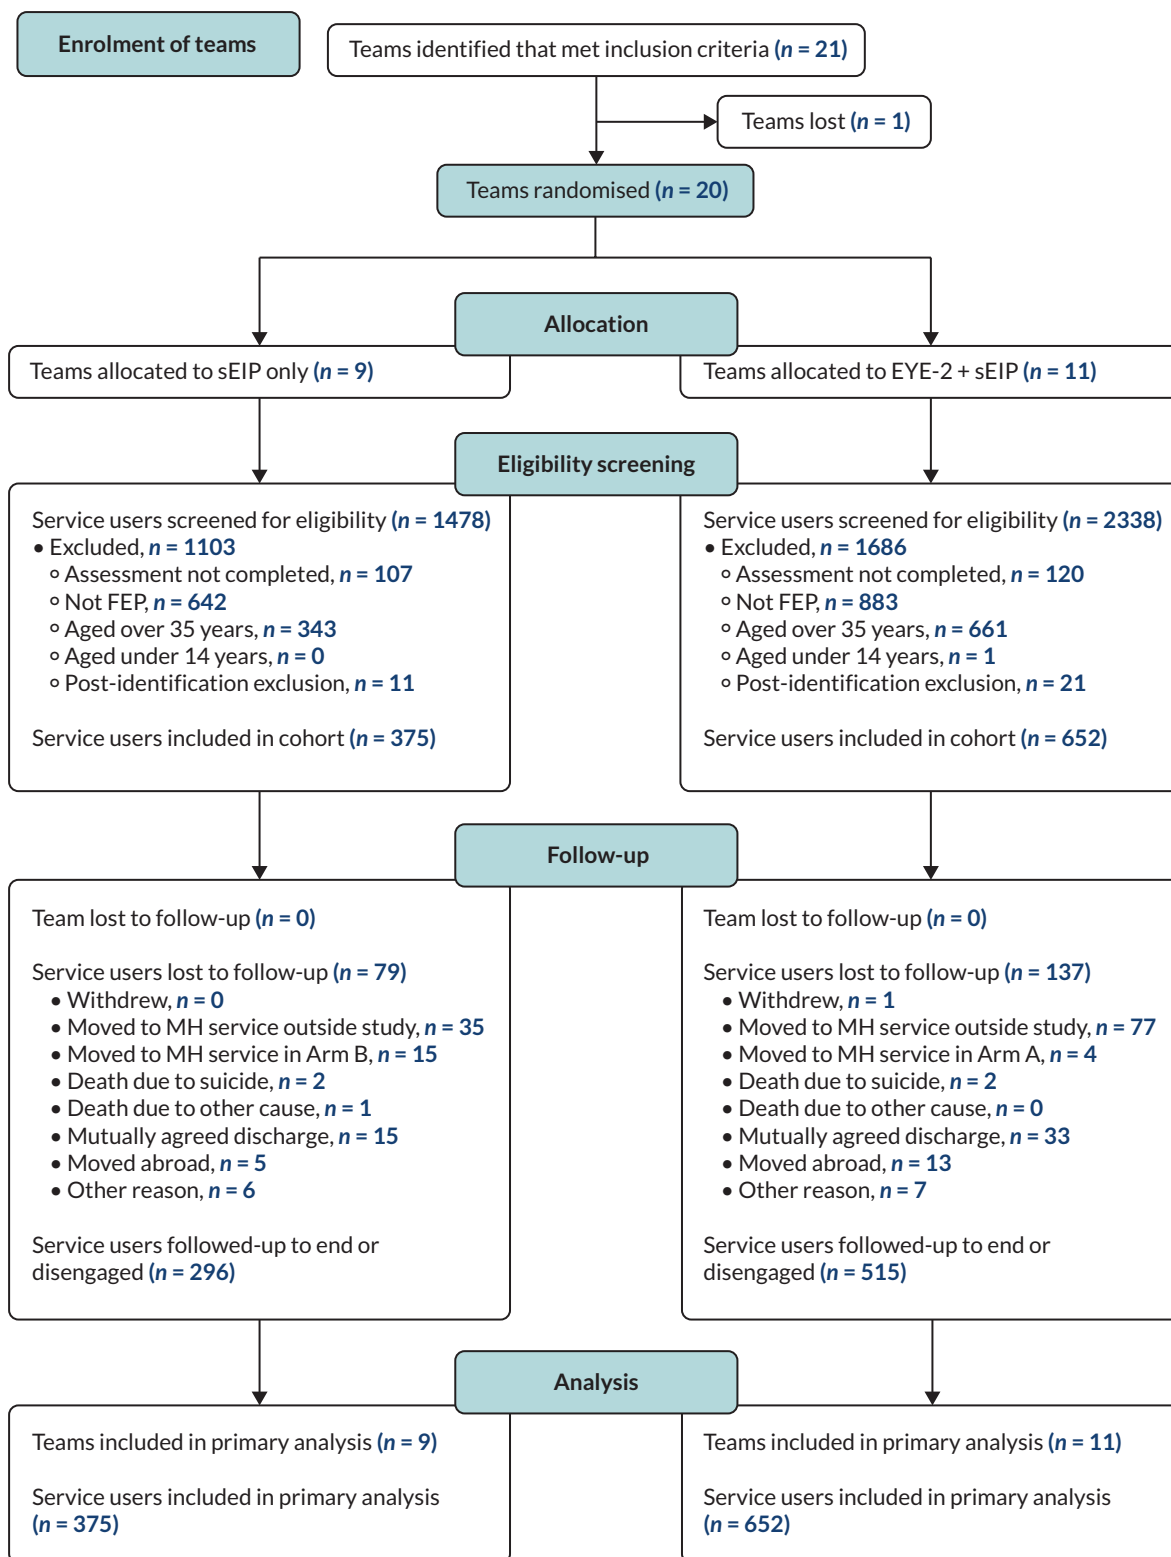 Enrolment of teams
Teams identified that met inclusion criteria (n = 21)
Teams lost (n = 1)
Teams randomised (n = 20)
Allocation
Teams allocated to sEIP only (n = 9)
Teams allocated to EYE-2 + sEIP (n = 11)
Eligibility screening
Service users screened for eligibility (n = 1478)
• Excluded, n = 1103
◦ Assessment not completed, n = 107
◦ Not FEP, n = 642
◦ Aged over 35 years, n = 343
◦ Aged under 14 years, n = 0
◦ Post-identification exclusion, n = 11
Service users included in cohort (n = 375)
Service users screened for eligibility (n = 2338)
• Excluded, n = 1686
◦ Assessment not completed, n = 120
◦ Not FEP, n = 883
◦ Aged over 35 years, n = 661
◦ Aged under 14 years, n = 1
◦ Post-identification exclusion, n = 21
Service users included in cohort (n = 652)
Follow-up
Team lost to follow-up (n = 0)
Service users lost to follow-up (n = 79)
• Withdrew, n = 0
• Moved to MH service outside study, n = 35
• Moved to MH service in Arm B, n = 15
• Death due to suicide, n = 2
• Death due to other cause, n = 1
• Mutually agreed discharge, n = 15
• Moved abroad, n = 5
• Other reason, n = 6
Service users followed-up to end or
disengaged (n = 296)
Team lost to follow-up (n = 0)
Service users lost to follow-up (n = 137)
• Withdrew, n = 1
• Moved to MH service outside study, n = 77
• Moved to MH service in Arm A, n = 4
• Death due to suicide, n = 2
• Death due to other cause, n = 0
• Mutually agreed discharge, n = 33
• Moved abroad, n = 13
• Other reason, n = 7
Service users followed-up to end or
disengaged (n = 515)
Analysis
Teams included in primary analysis (n = 9)
Service users included in primary analysis
(n = 375)
Teams included in primary analysis (n = 11)
Service users included in primary analysis
(n = 652)